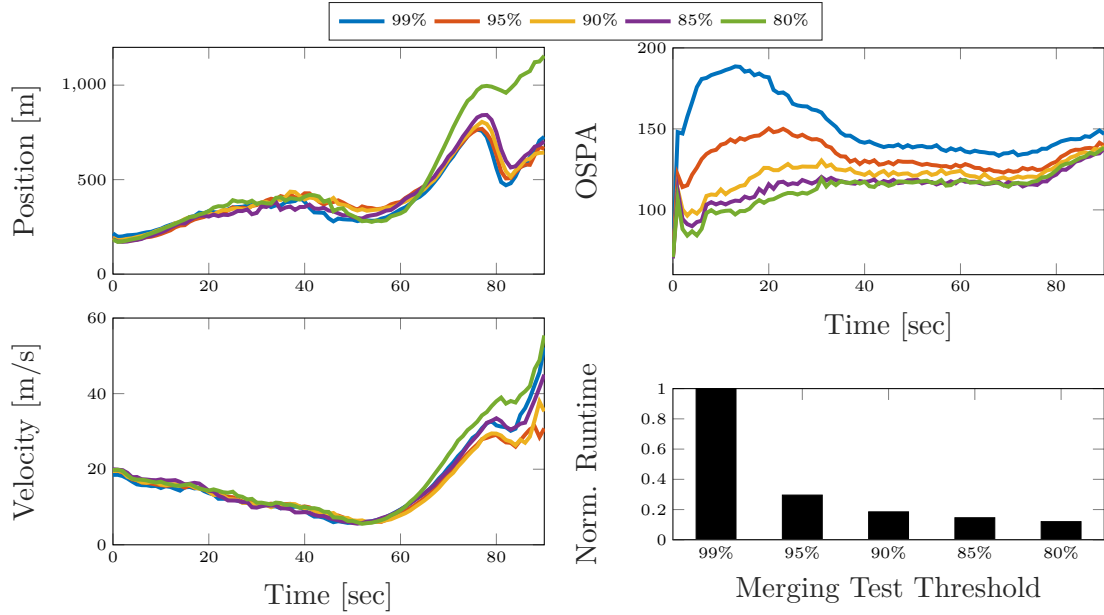 99% 95% 90% 85% 80%
Position [m]
1,000
500
0
0 20 40 60 80
OSPA
200
150
100
0 20 40 60 80
Time [sec]
Velocity [m/s]
60
40
20
0
0 20 40 60 80
Time [sec]
Norm. Runtime
1
0.8
0.6
0.4
0.2
0
99% 95% 90% 85% 80%
Merging Test Threshold